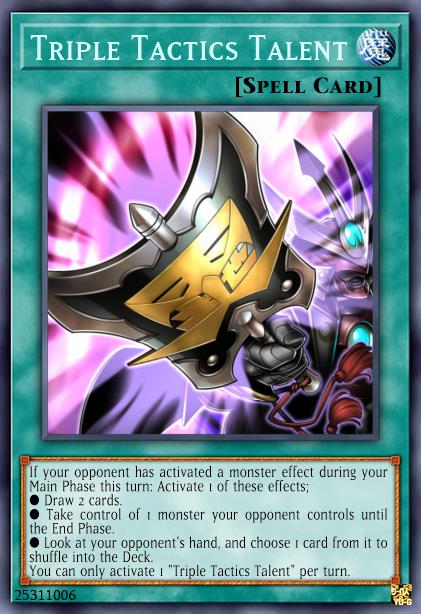 Triple Tactics Talent 魔
[Spell Card]
If your opponent has activated a monster effect during your
Main Phase this turn: Activate 1 of these effects;
● Draw 2 cards.
● Take control of 1 monster your opponent controls until
the End Phase.
● Look at your opponent's hand, and choose 1 card from it to
shuffle into the Deck.
You can only activate 1 "Triple Tactics Talent" per turn.
25311006